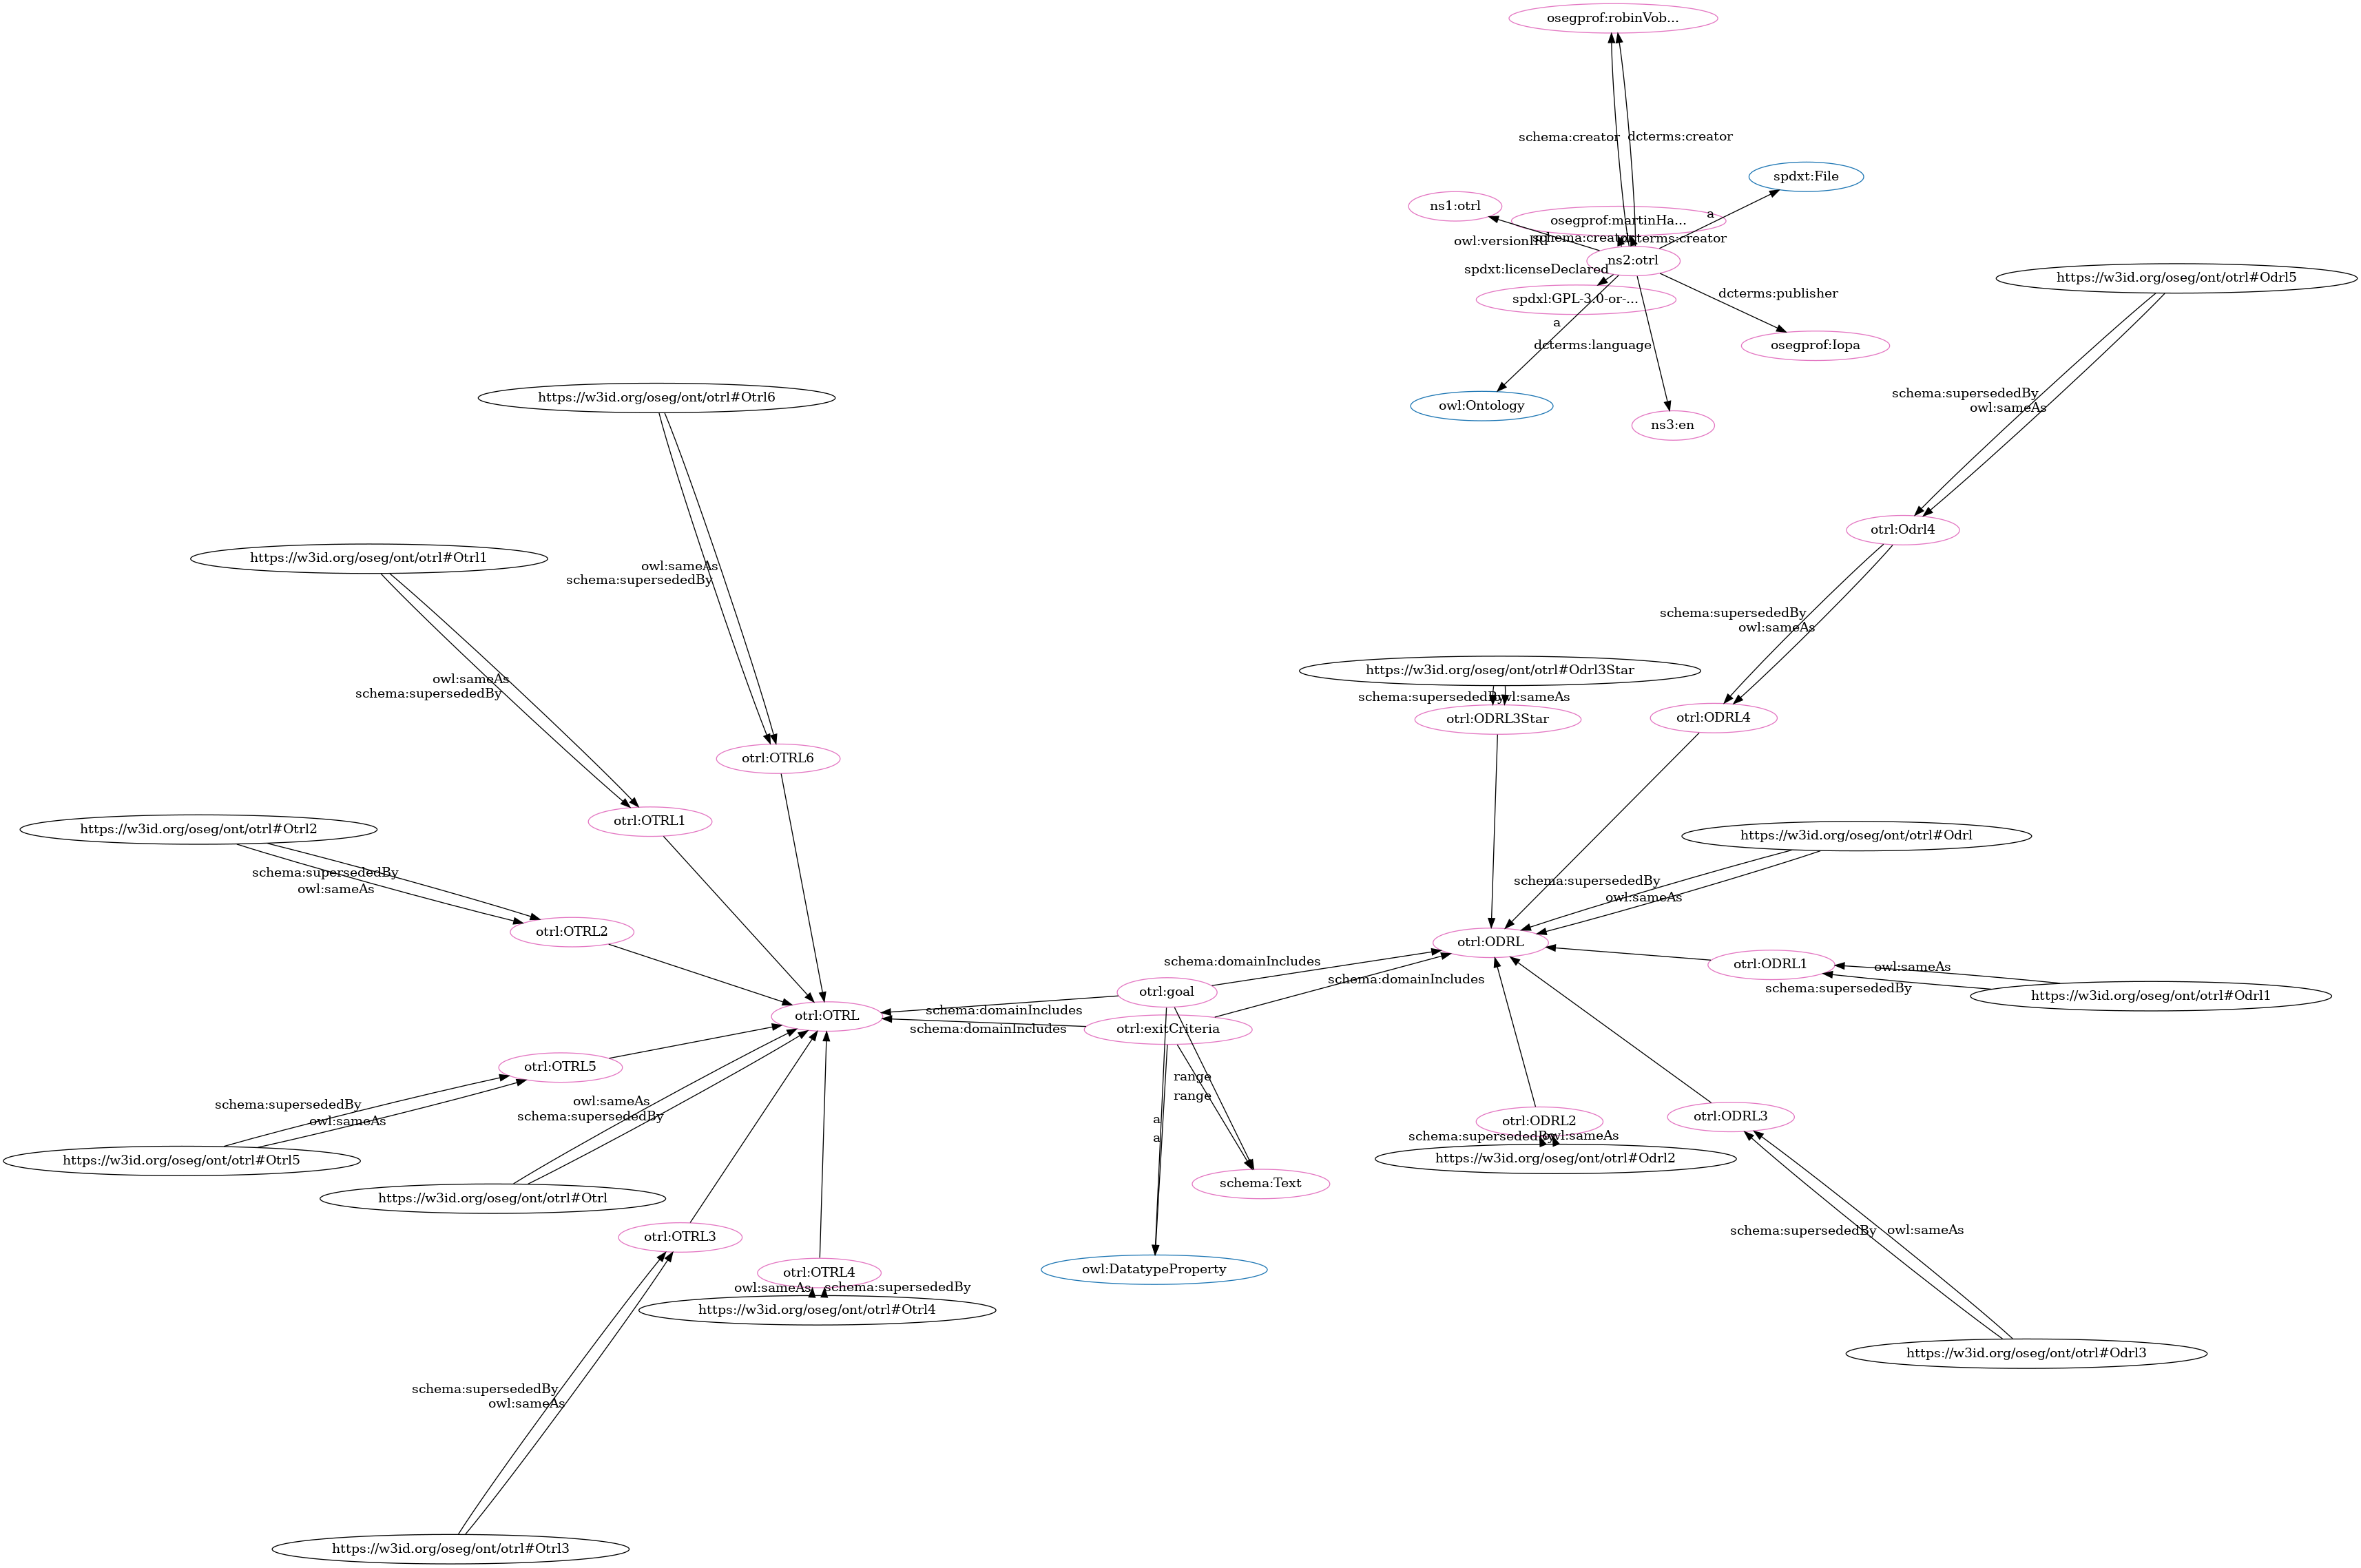 osegprof:robinVob...
schema:creator
dcterms:creator
spdxt:File
a
ns1:otrl
osegprof:martinHa...
owl:versionIRI
schema:creator
dcterms:creator
ns2:otrl
spdxt:licenseDeclared
spdxl:GPL-3.0-or-...
dcterms:publisher
a
dcterms:language
osegprof:Iopa
owl:Ontology
ns3:en
https://w3id.org/oseg/ont/otrl#Odrl5
schema:supersededBy
owl:sameAs
otrl:Odrl4
schema:supersededBy
owl:sameAs
otrl:ODRL4
https://w3id.org/oseg/ont/otrl#Otrl6
owl:sameAs
schema:supersededBy
otrl:OTRL6
https://w3id.org/oseg/ont/otrl#Otrl1
owl:sameAs
schema:supersededBy
otrl:OTRL1
https://w3id.org/oseg/ont/otrl#Otrl2
schema:supersededBy
owl:sameAs
otrl:OTRL2
https://w3id.org/oseg/ont/otrl#Odrl3Star
schema:supersededBy
owl:sameAs
otrl:ODRL3Star
https://w3id.org/oseg/ont/otrl#Odrl
schema:supersededBy
owl:sameAs
otrl:ODRL
otrl:ODRL1
owl:sameAs
schema:supersededBy
https://w3id.org/oseg/ont/otrl#Odrl1
schema:domainIncludes
otrl:goal
schema:domainIncludes
otrl:OTRL
schema:domainIncludes
otrl:exitCriteria
schema:domainIncludes
otrl:OTRL5
schema:supersededBy
owl:sameAs
https://w3id.org/oseg/ont/otrl#Otrl5
owl:sameAs
schema:supersededBy
https://w3id.org/oseg/ont/otrl#Otrl
range
range
a
a
schema:Text
owl:DatatypeProperty
otrl:ODRL2
schema:supersededBy
owl:sameAs
https://w3id.org/oseg/ont/otrl#Odrl2
otrl:ODRL3
schema:supersededBy
owl:sameAs
https://w3id.org/oseg/ont/otrl#Odrl3
otrl:OTRL3
otrl:OTRL4
owl:sameAs
schema:supersededBy
https://w3id.org/oseg/ont/otrl#Otrl4
schema:supersededBy
owl:sameAs
https://w3id.org/oseg/ont/otrl#Otrl3